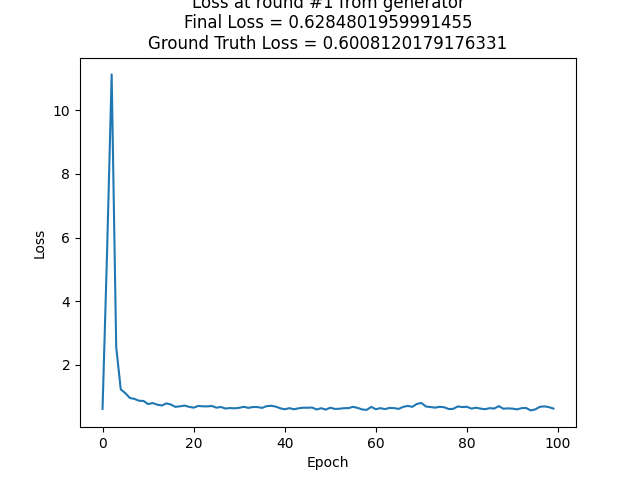 Loss at round #1 from generator
Final Loss = 0.6284801959991455
Ground Truth Loss = 0.6008120179176331
10
8
6
4
2
Loss
0 20 40 60 80 100
Epoch